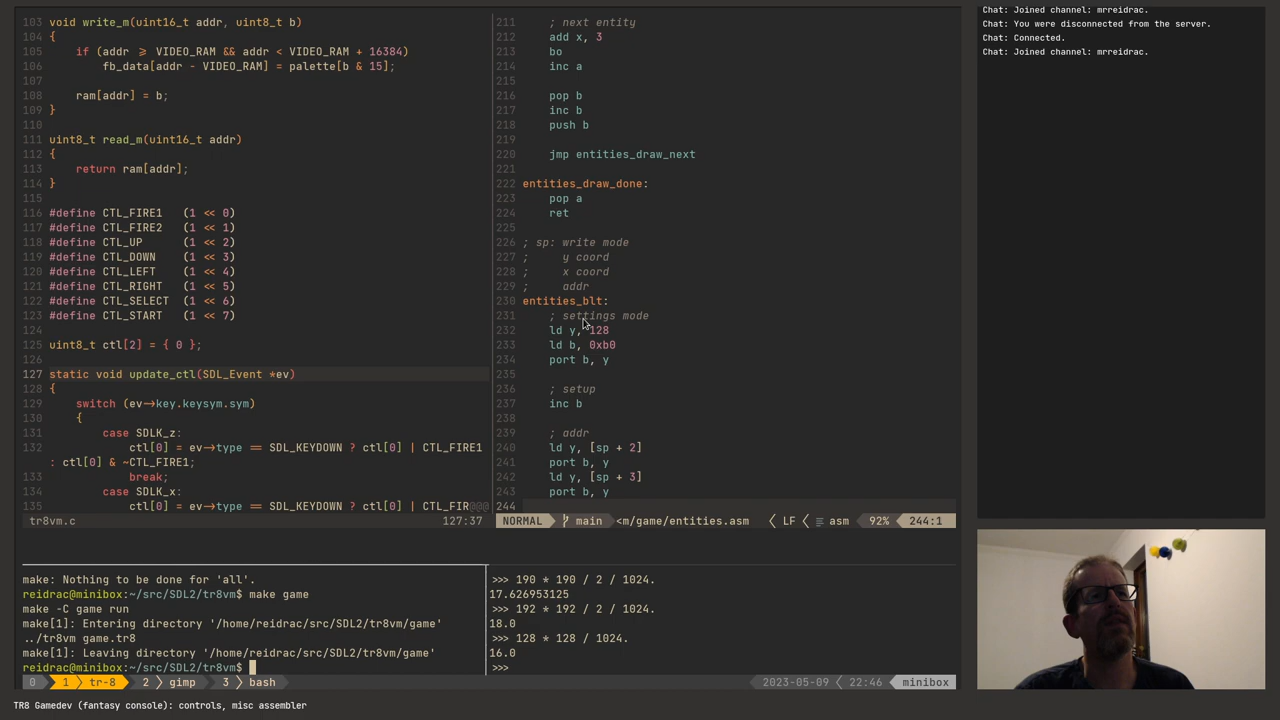 103 void write_m(uint16_t addr, uint8_t b)
104 {
105     if (addr ≥ VIDEO_RAM && addr < VIDEO_RAM + 16384)
106         fb_data[addr - VIDEO_RAM] = palette[b & 15];
107
108     ram[addr] = b;
109 }
110
111 uint8_t read_m(uint16_t addr)
112 {
113     return ram[addr];
114 }
115
116 #define CTL_FIRE1   (1 << 0)
117 #define CTL_FIRE2   (1 << 1)
118 #define CTL_UP      (1 << 2)
119 #define CTL_DOWN    (1 << 3)
120 #define CTL_LEFT    (1 << 4)
121 #define CTL_RIGHT   (1 << 5)
122 #define CTL_SELECT  (1 << 6)
123 #define CTL_START   (1 << 7)
124
125 uint8_t ctl[2] = { 0 };
126
127 static void update_ctl(SDL_Event *ev)
128 {
129     switch (ev->key.keysym.sym)
130     {
131         case SDLK_z:
132             ctl[0] = ev->type == SDL_KEYDOWN ? ctl[0] | CTL_FIRE1
: ctl[0] & ~CTL_FIRE1;
133             break;
134         case SDLK_x:
135             ctl[0] = ev->type == SDL_KEYDOWN ? ctl[0] | CTL_FIR@@@
tr8vm.c 127:37
211     ; next entity
212     add x, 3
213     bo
214     inc a
215
216     pop b
217     inc b
218     push b
219
220     jmp entities_draw_next
221
222 entities_draw_done:
223     pop a
224     ret
225
226 ; sp: write mode
227 ;     y coord
228 ;     x coord
229 ;     addr
230 entities_blt:
231     ; settings mode
232     ld y, 128
233     ld b, 0xb0
234     port b, y
235
236     ; setup
237     inc b
238
239     ; addr
240     ld y, [sp + 2]
241     port b, y
242     ld y, [sp + 3]
243     port b, y
244
NORMAL main <m/game/entities.asm LF asm 92% 244:1
make: Nothing to be done for 'all'.
reidrac@minibox:~/src/SDL2/tr8vm$ make game
make -C game run
make[1]: Entering directory '/home/reidrac/src/SDL2/tr8vm/game'
../tr8vm game.tr8
make[1]: Leaving directory '/home/reidrac/src/SDL2/tr8vm/game'
reidrac@minibox:~/src/SDL2/tr8vm$
>>> 190 * 190 / 2 / 1024.
17.626953125
>>> 192 * 192 / 2 / 1024.
18.0
>>> 128 * 128 / 1024.
16.0
>>>
0 1 tr-8 2 gimp 3 bash 2023-05-09 22:46 minibox
TR8 Gamedev (fantasy console): controls, misc assembler
Chat: Joined channel: mrreidrac.
Chat: You were disconnected from the server.
Chat: Connected.
Chat: Joined channel: mrreidrac.